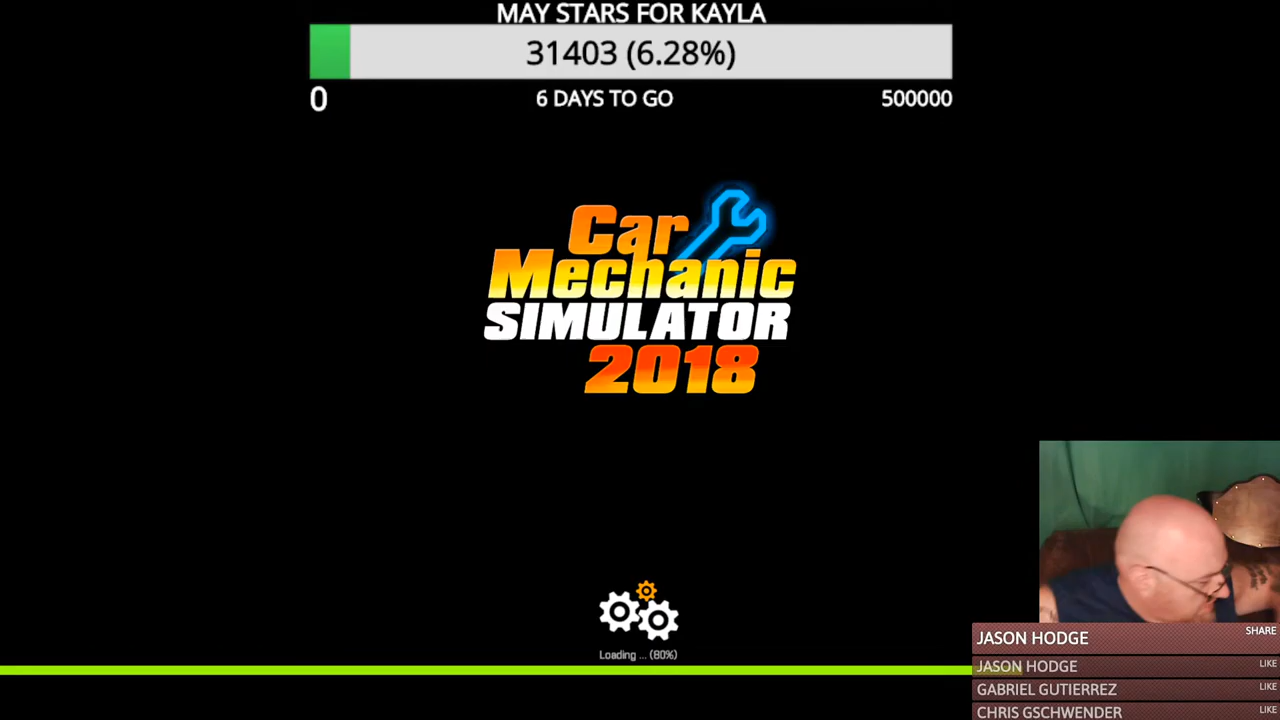 MAY STARS FOR KAYLA
31403 (6.28%)
0 6 DAYS TO GO 500000
Car
Mechanic
SIMULATOR
2018
Loading ... (80%)
JASON HODGE SHARE
JASON HODGE LIKE
GABRIEL GUTIERREZ LIKE
CHRIS GSCHWENDER LIKE